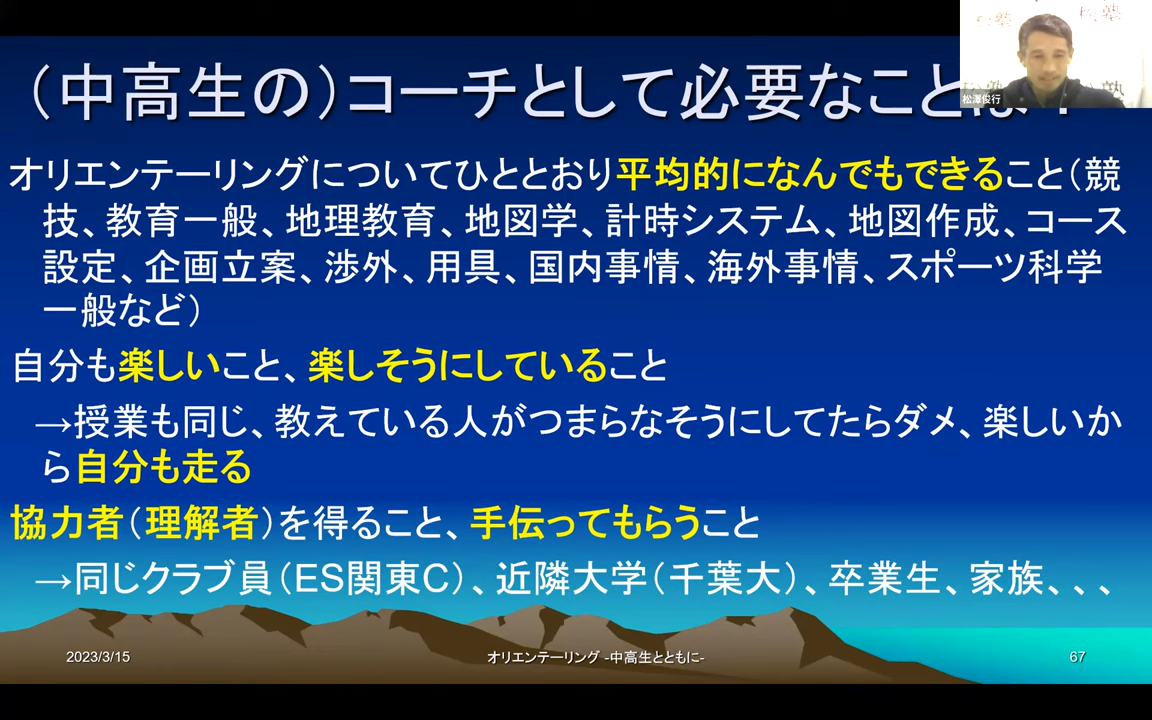 （中高生の）コーチとして必要なことは？
松澤俊行
オリエンテーリングについてひととおり平均的になんでもできること（競
技、教育一般、地理教育、地図学、計時システム、地図作成、コース
設定、企画立案、渉外、用具、国内事情、海外事情、スポーツ科学
一般など）
自分も楽しいこと、楽しそうにしていること
→授業も同じ、教えている人がつまらなそうにしてたらダメ、楽しいか
ら自分も走る
協力者（理解者）を得ること、手伝ってもらうこと
→同じクラブ員（ES関東C）、近隣大学（千葉大）、卒業生、家族、、、
2023/3/15
オリエンテーリング -中高生とともに-
67